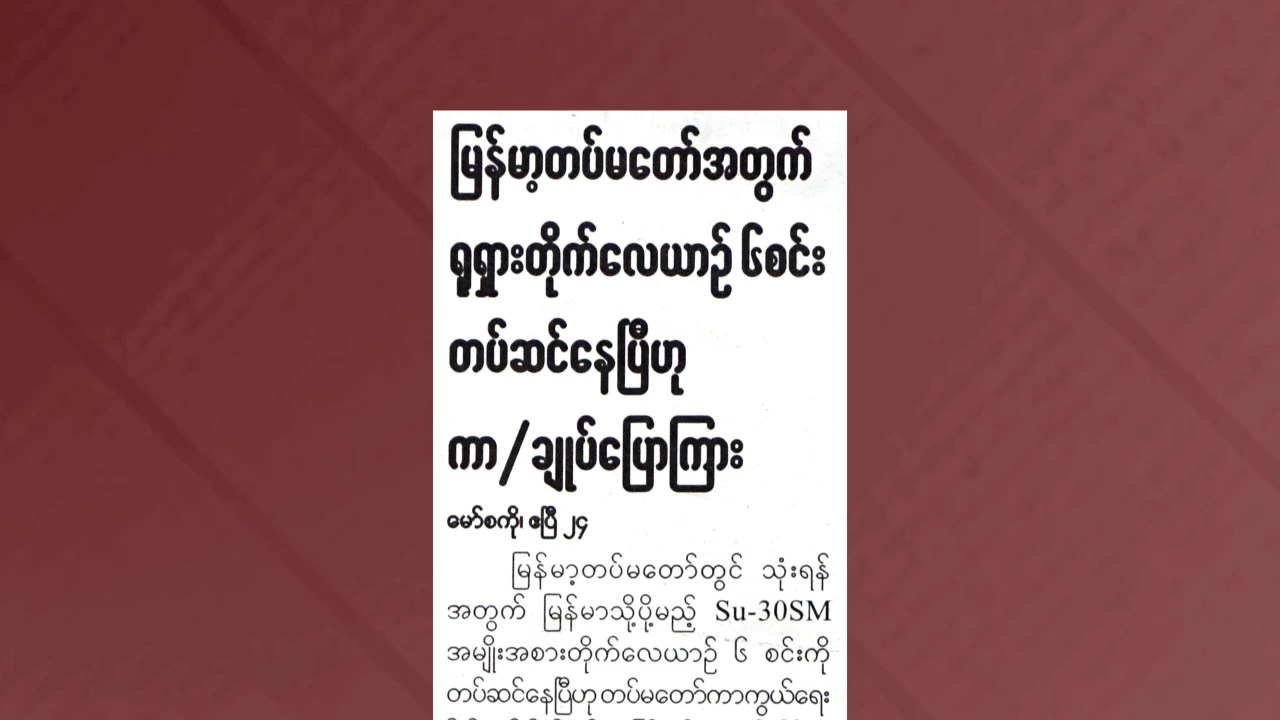 မြန်မာ့တပ်မတော်အတွက်
ရုရှားတိုက်လေယာဉ် ၆စင်း
တပ်ဆင်နေပြီဟု
ကာ/ချုပ်ပြောကြား
မော်စကို၊ ဧပြီ ၂၄
မြန်မာ့တပ်မတော်တွင် သုံးရန်
အတွက် မြန်မာသို့ပို့မည့် Su-30SM
အမျိုးအစားတိုက်လေယာဉ် ၆ စင်းကို
တပ်ဆင်နေပြီဟု တပ်မတော်ကာကွယ်ရေး